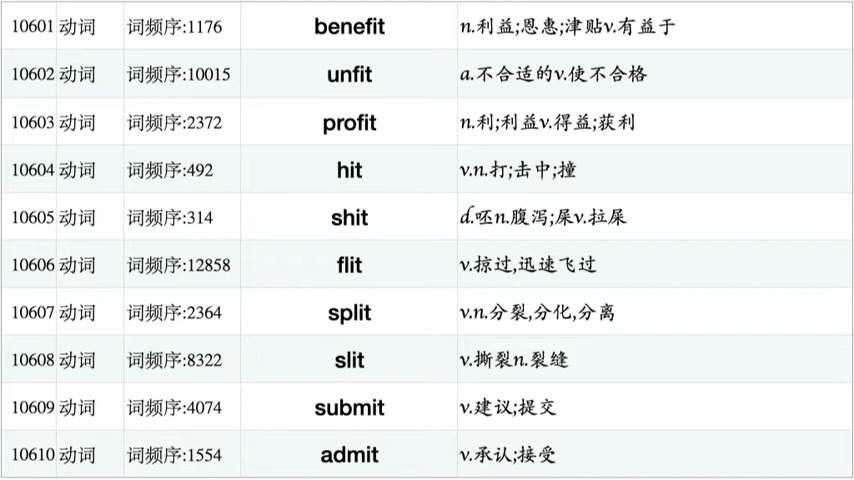 10601 动词 词频序:1176 benefit n.利益;恩惠;津贴v.有益于
10602 动词 词频序:10015 unfit a.不合适的v.使不合格
10603 动词 词频序:2372 profit n.利;利益v.得益;获利
10604 动词 词频序:492 hit v.n.打;击中;撞
10605 动词 词频序:314 shit d.呸n.腹泻;屎v.拉屎
10606 动词 词频序:12858 flit v.掠过,迅速飞过
10607 动词 词频序:2364 split v.n.分裂,分化,分离
10608 动词 词频序:8322 slit v.撕裂n.裂缝
10609 动词 词频序:4074 submit v.建议;提交
10610 动词 词频序:1554 admit v.承认;接受